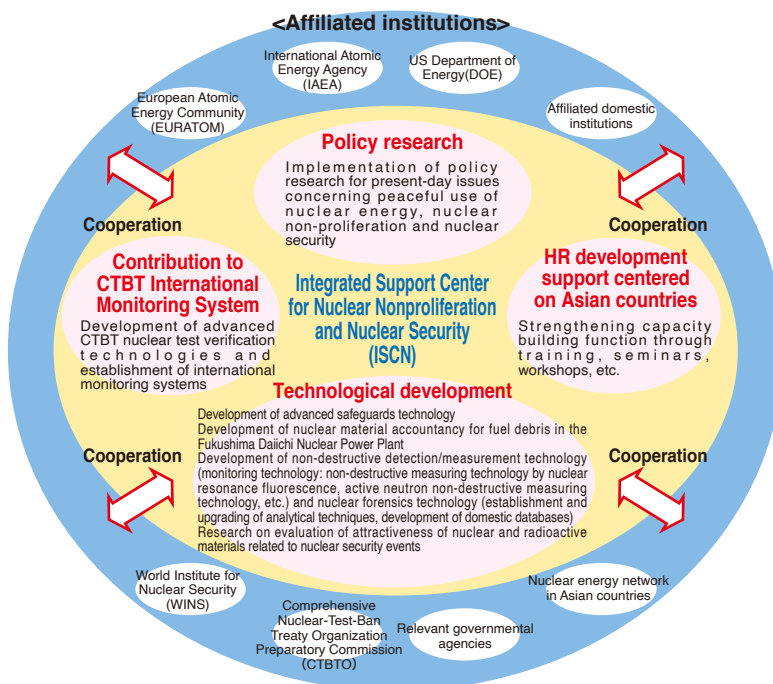 <Affiliated institutions>
International Atomic
Energy Agency
(IAEA)
US Department of
Energy(DOE)
European Atomic
Energy Community
(EURATOM)
Affiliated domestic
institutions
Policy research
Implementation of policy
research for present-day issues
concerning peaceful use of
nuclear energy, nuclear
non-proliferation and nuclear
security
Cooperation
Cooperation
Contribution to
CTBT International
Monitoring System
Development of advanced
CTBT nuclear test verification
technologies and
establishment of international
monitoring systems
Integrated Support Center
for Nuclear Nonproliferation
and Nuclear Security
(ISCN)
HR development
support centered
on Asian countries
Strengthening capacity
building function through
training, seminars,
workshops, etc.
Technological development
Development of advanced safeguards technology
Development of nuclear material accountancy for fuel debris in the
Fukushima Daiichi Nuclear Power Plant
Development of non-destructive detection/measurement technology
(monitoring technology: non-destructive measuring technology by nuclear
resonance fluorescence, active neutron non-destructive measuring
technology, etc.) and nuclear forensics technology (establishment and
upgrading of analytical techniques, development of domestic databases)
Research on evaluation of attractiveness of nuclear and radioactive
materials related to nuclear security events
Cooperation
Cooperation
World Institute for
Nuclear Security
(WINS)
Comprehensive
Nuclear-Test-Ban
Treaty Organization
Preparatory Commission
(CTBTO)
Relevant governmental
agencies
Nuclear energy network
in Asian countries